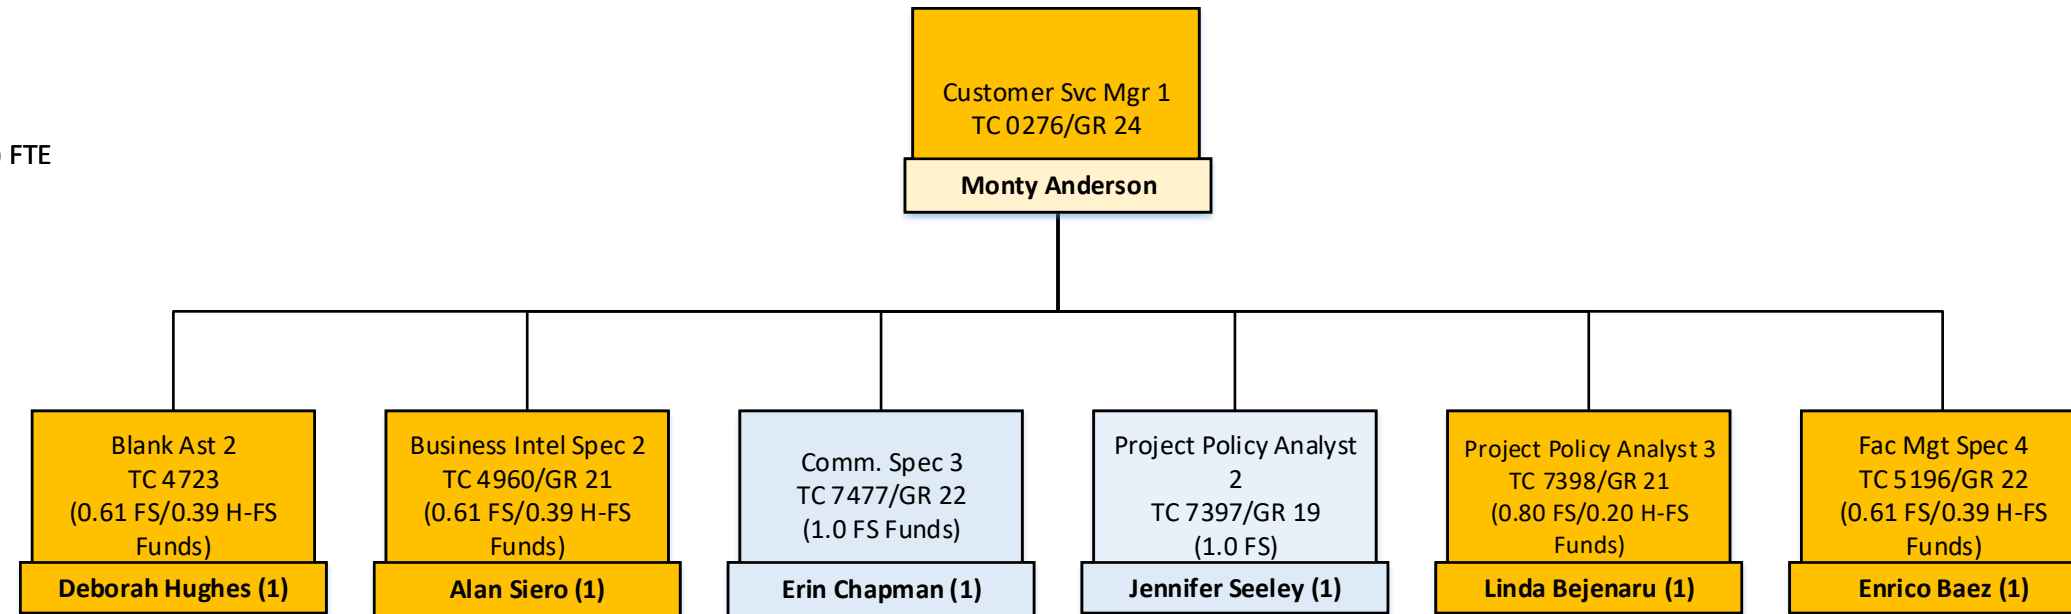 Customer Svc Mgr 1
TC 0276/GR 24
Monty Anderson
FTE
Blank Ast 2
TC 4723
(0.61 FS/0.39 H-FS
Funds)
Deborah Hughes (1)
Business Intel Spec 2
TC 4960/GR 21
(0.61 FS/0.39 H-FS
Funds)
Alan Siero (1)
Comm. Spec 3
TC 7477/GR 22
(1.0 FS Funds)
Erin Chapman (1)
Project Policy Analyst
2
TC 7397/GR 19
(1.0 FS)
Jennifer Seeley (1)
Project Policy Analyst 3
TC 7398/GR 21
(0.80 FS/0.20 H-FS
Funds)
Linda Bejenaru (1)
Fac Mgt Spec 4
TC 5196/GR 22
(0.61 FS/0.39 H-FS
Funds)
Enrico Baez (1)